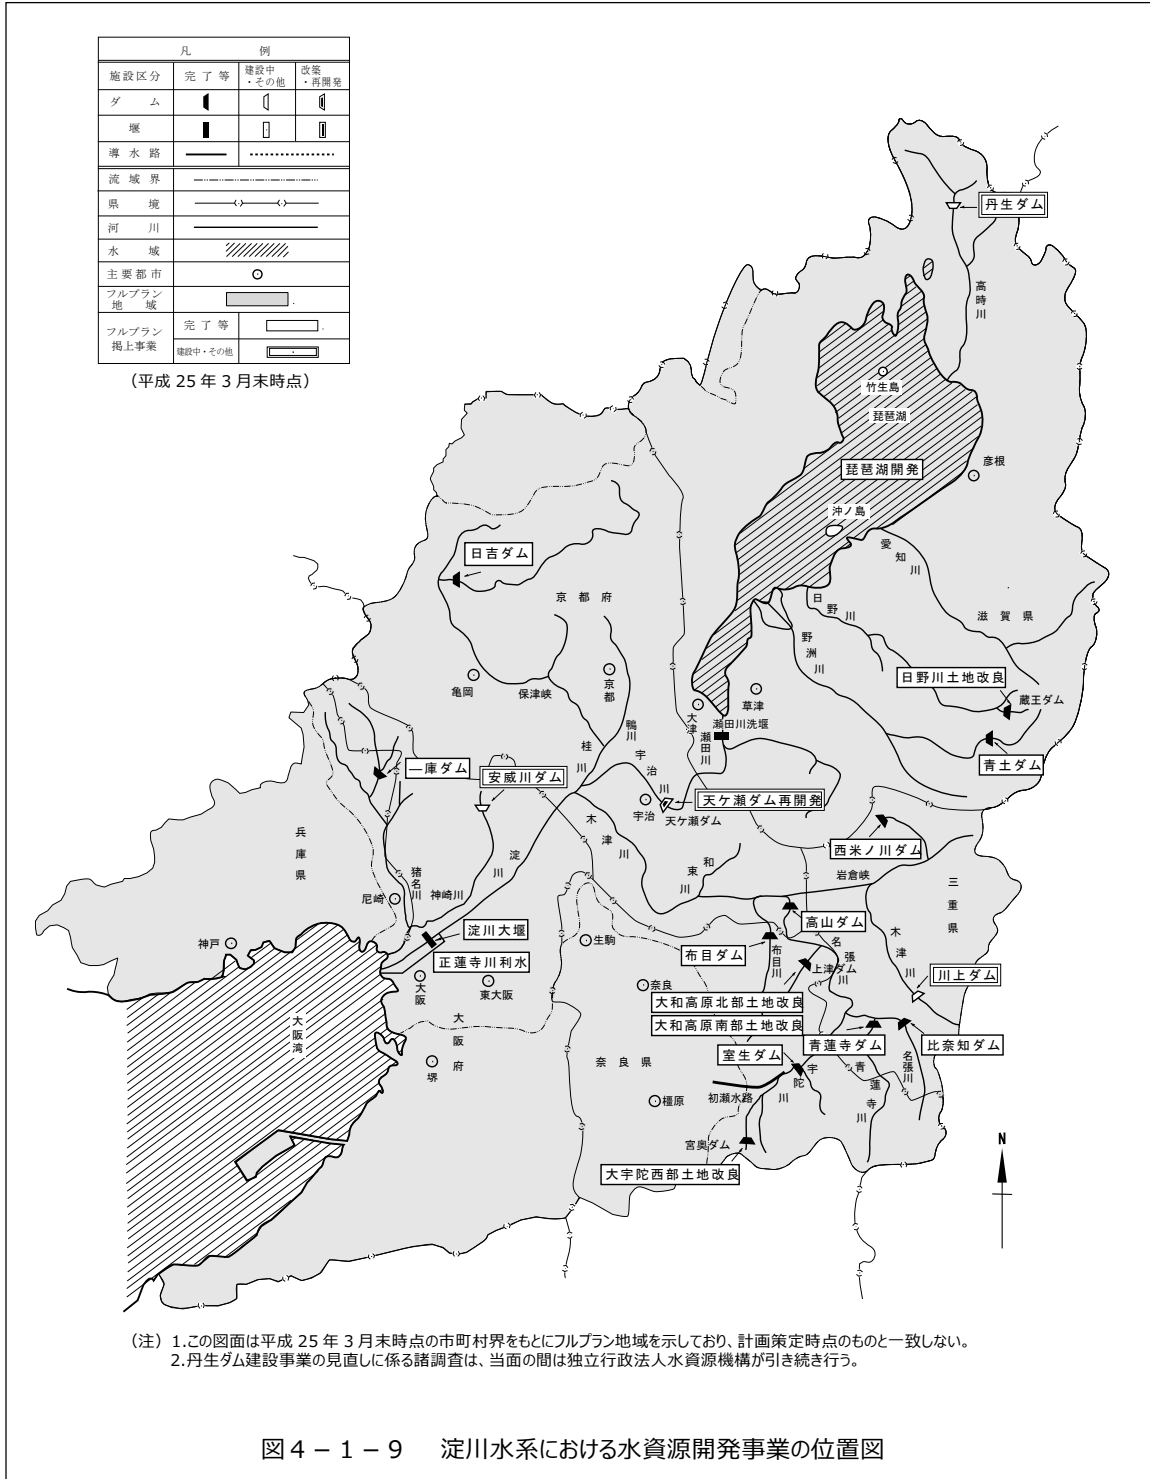 凡 例
施設区分 完了等 建設中・その他 改築・再開発
ダム
堰
導水路
流域界
県境
河川
水域
主要都市
フルプラン地域
フルプラン掲上事業 完了等
建設中・その他
（平成 25 年 3 月末時点）
丹生ダム
高時川
竹生島
琵琶湖
琵琶湖開発
彦根
沖ノ島
愛知川
日吉ダム
京都府
日野川
滋賀県
野洲川
亀岡
保津峡
京都
日野川土地改良
蔵王ダム
大津
草津
瀬田川洗堰
瀬田川
鴨川
桂川
宇治川
青土ダム
一庫ダム
安威川ダム
天ケ瀬ダム再開発
宇治
天ケ瀬ダム
木津川
西米ノ川ダム
岩倉峡
兵庫県
淀川
和束川
三重県
猪名川
神崎川
尼崎
高山ダム
木津川
淀川大堰
神戸
生駒
布目ダム
布目川
名張川
上津ダム
正蓮寺川利水
川上ダム
大阪
東大阪
奈良
大和高原北部土地改良
大阪湾
大阪府
大和高原南部土地改良
青蓮寺ダム
比奈知ダム
室生ダム
堺
奈良県
宇陀川
青蓮寺川
名張川
初瀬水路
橿原
宮奥ダム
大宇陀西部土地改良
N
（注） 1.この図面は平成 25 年 3 月末時点の市町村界をもとにフルプラン地域を示しており、計画策定時点のものと一致しない。
2.丹生ダム建設事業の見直しに係る諸調査は、当面の間は独立行政法人水資源機構が引き続き行う。
図４－１－９ 淀川水系における水資源開発事業の位置図